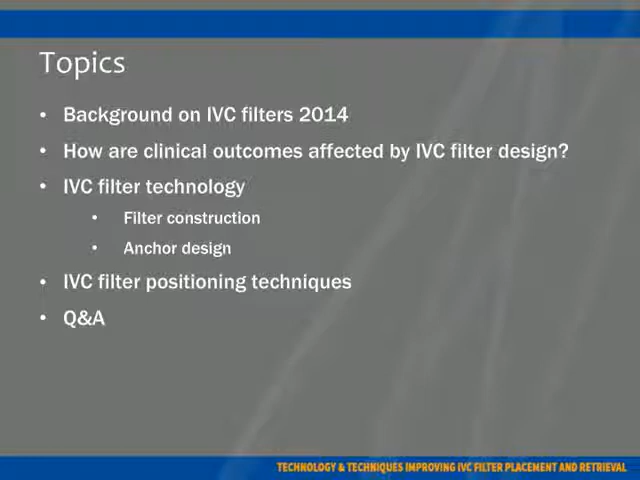 Topics
• Background on IVC filters 2014
• How are clinical outcomes affected by IVC filter design?
• IVC filter technology
• Filter construction
• Anchor design
• IVC filter positioning techniques
• Q&A
TECHNOLOGY & TECHNIQUES IMPROVING IVC FILTER PLACEMENT AND RETRIEVAL